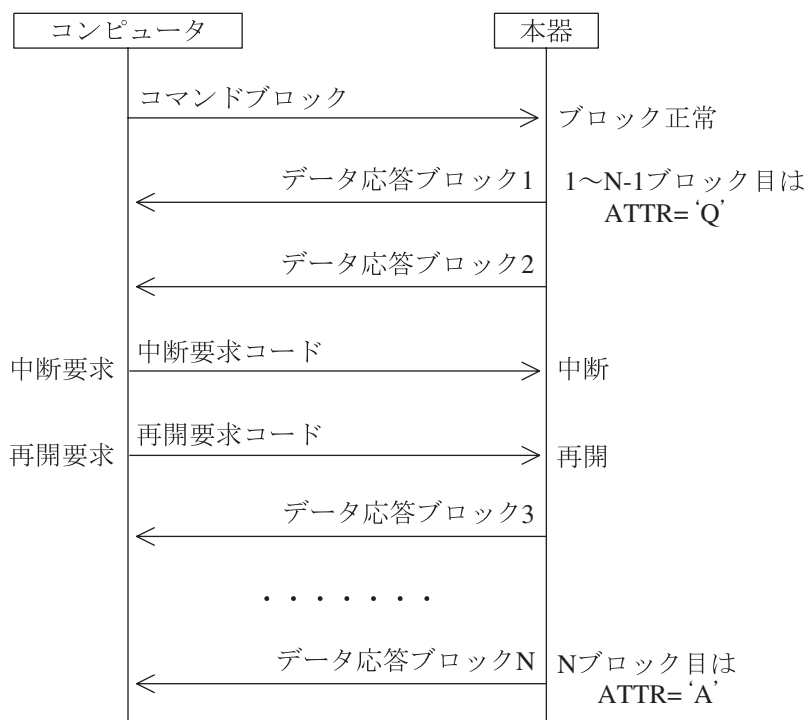 コンピュータ
本器
コマンドブロック
ブロック正常
データ応答ブロック1
1〜N-1ブロック目は
ATTR=‘Q’
データ応答ブロック2
中断要求
中断要求コード
中断
再開要求
再開要求コード
再開
データ応答ブロック3
・・・・・・・
データ応答ブロックN
Nブロック目は
ATTR=‘A’